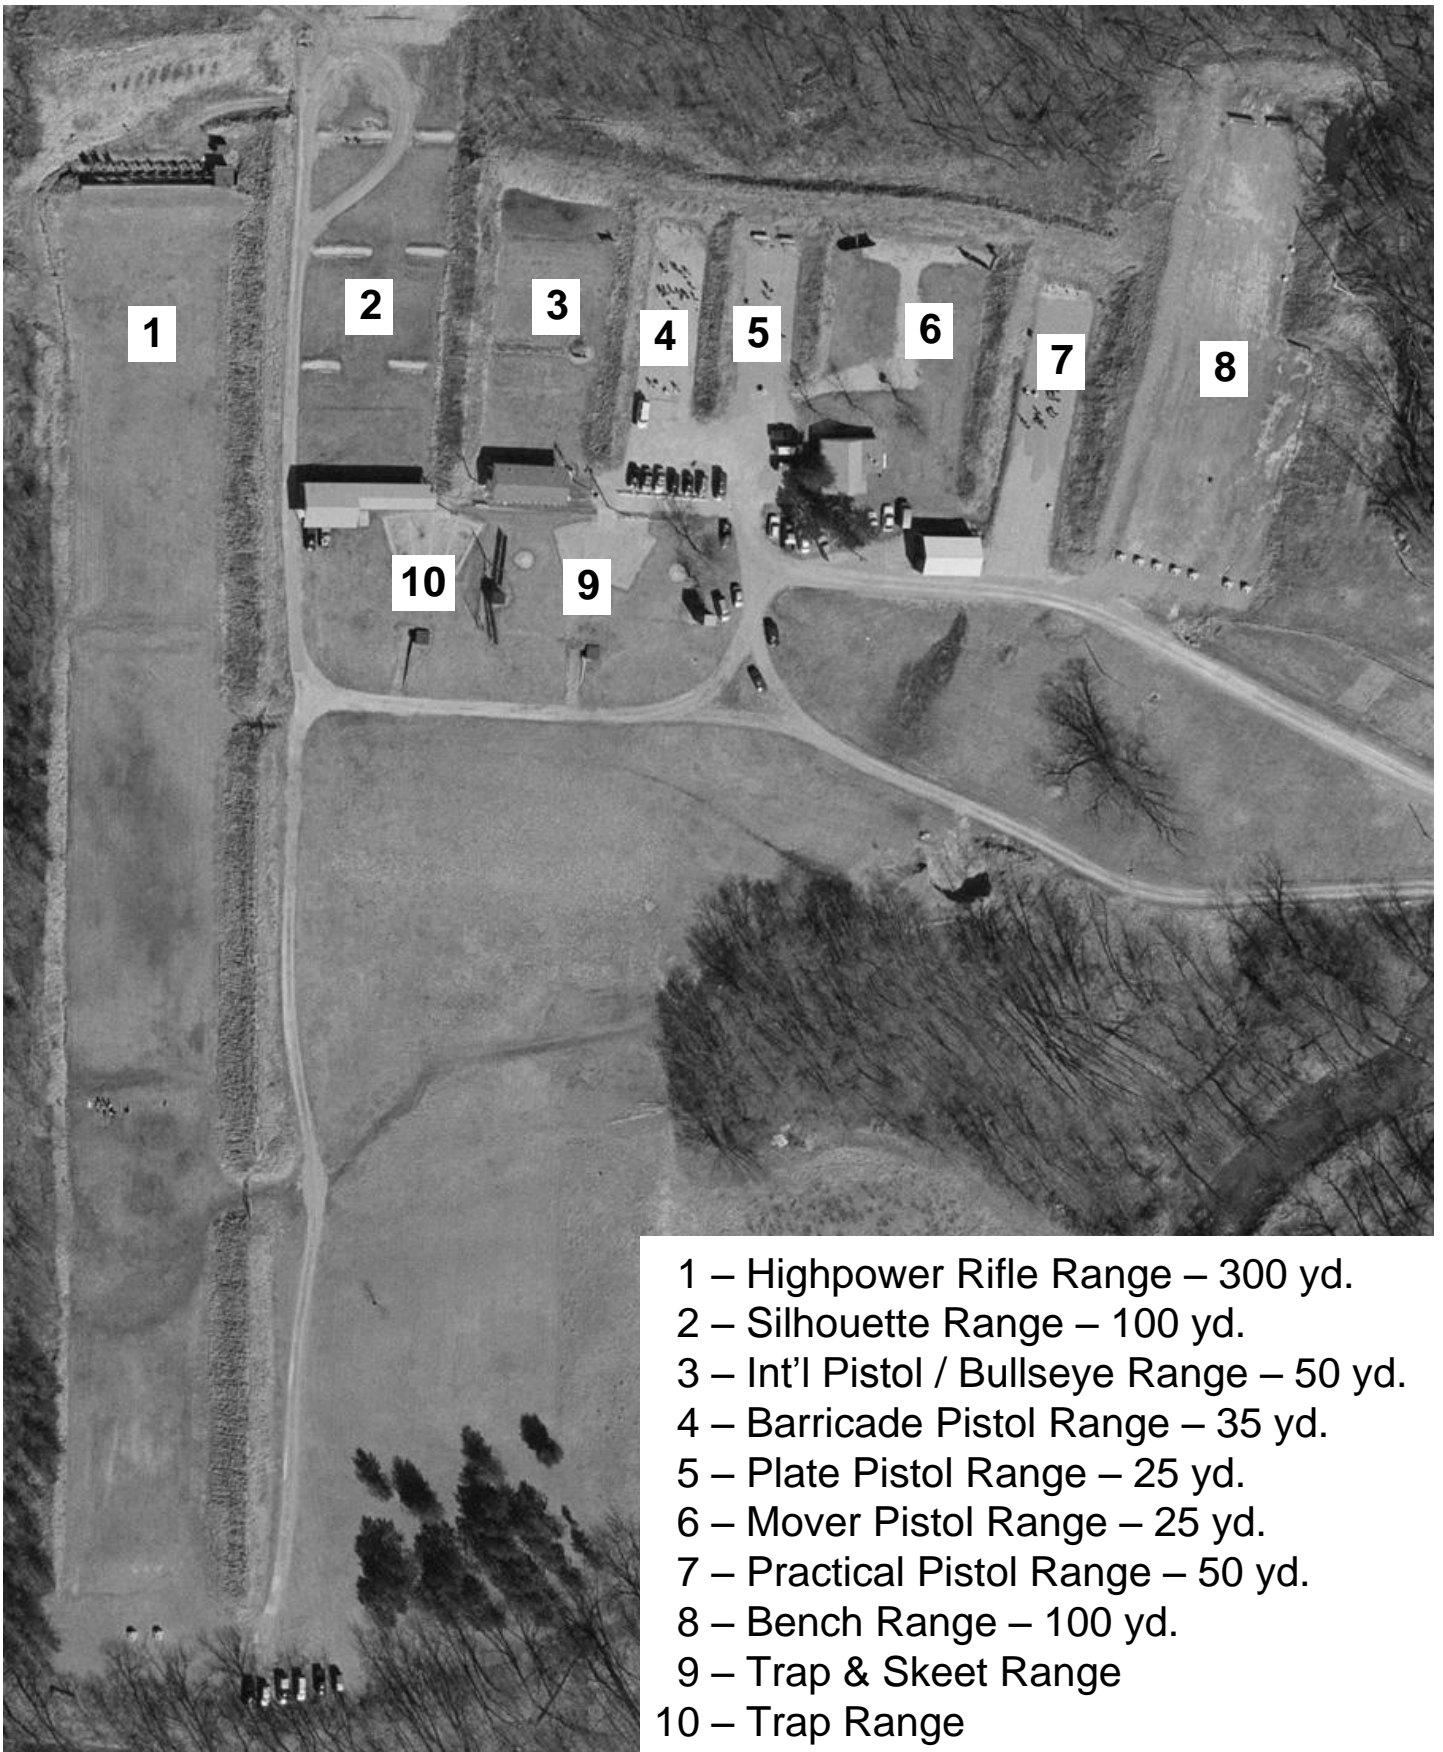 1
2
3
4
5
6
7
8
10
9
1 – Highpower Rifle Range – 300 yd.
2 – Silhouette Range – 100 yd.
3 – Int’l Pistol / Bullseye Range – 50 yd.
4 – Barricade Pistol Range – 35 yd.
5 – Plate Pistol Range – 25 yd.
6 – Mover Pistol Range – 25 yd.
7 – Practical Pistol Range – 50 yd.
8 – Bench Range – 100 yd.
9 – Trap & Skeet Range
10 – Trap Range